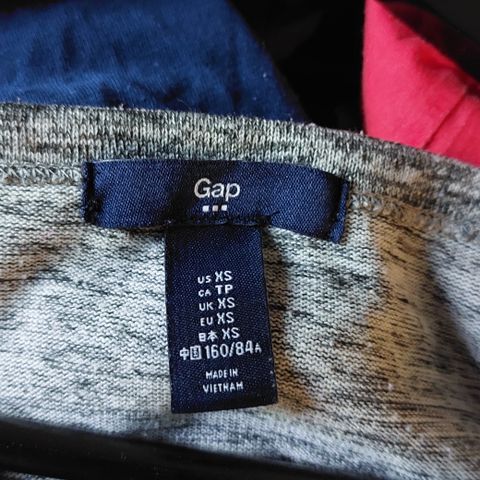 Gap
US XS
CA TP
UK XS
EU XS
日本 XS
中国 160/84A
MADE IN
VIETNAM